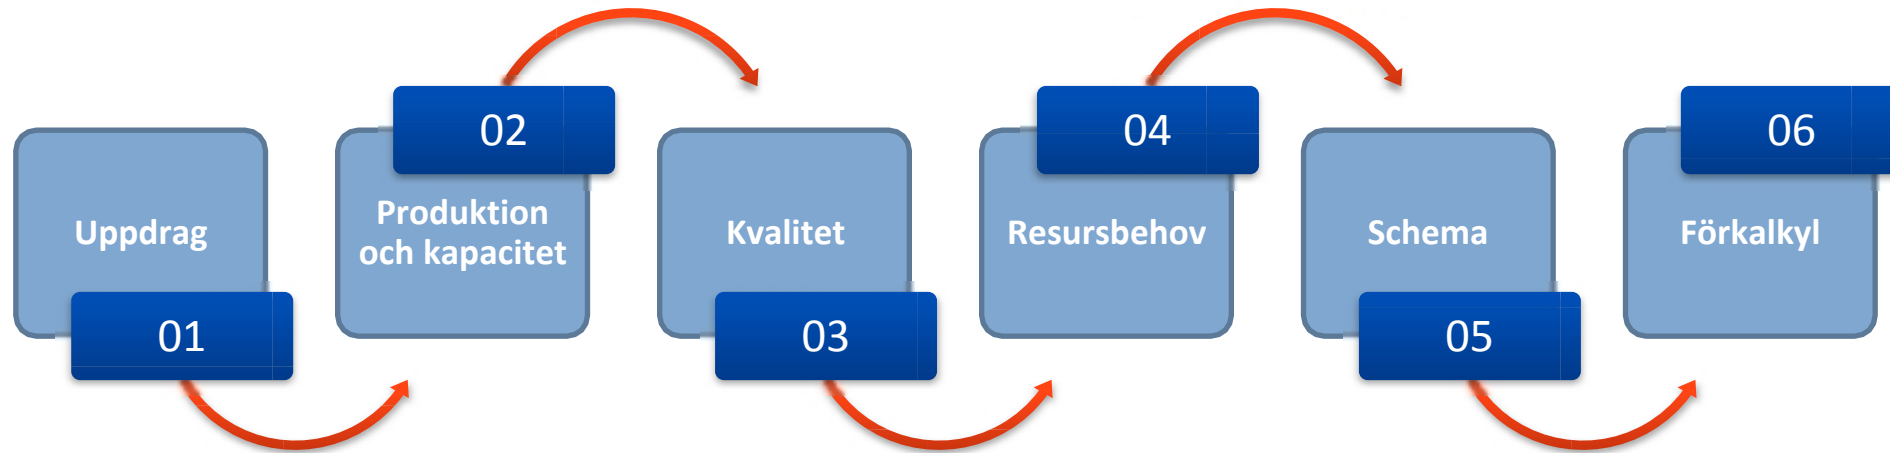 Uppdrag
01
02
Produktion
och kapacitet
Kvalitet
03
04
Resursbehov
Schema
05
06
Förkalkyl